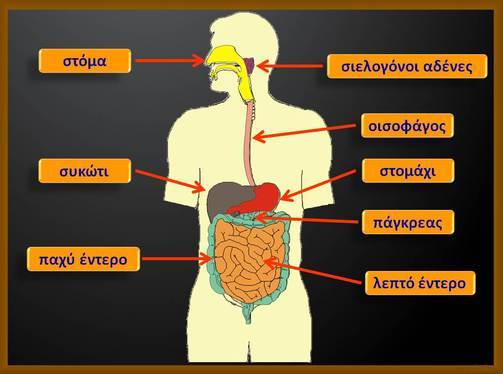 στόμα
σιελογόνοι αδένες
οισοφάγος
συκώτι
στομάχι
πάγκρεας
παχύ έντερο
λεπτό έντερο